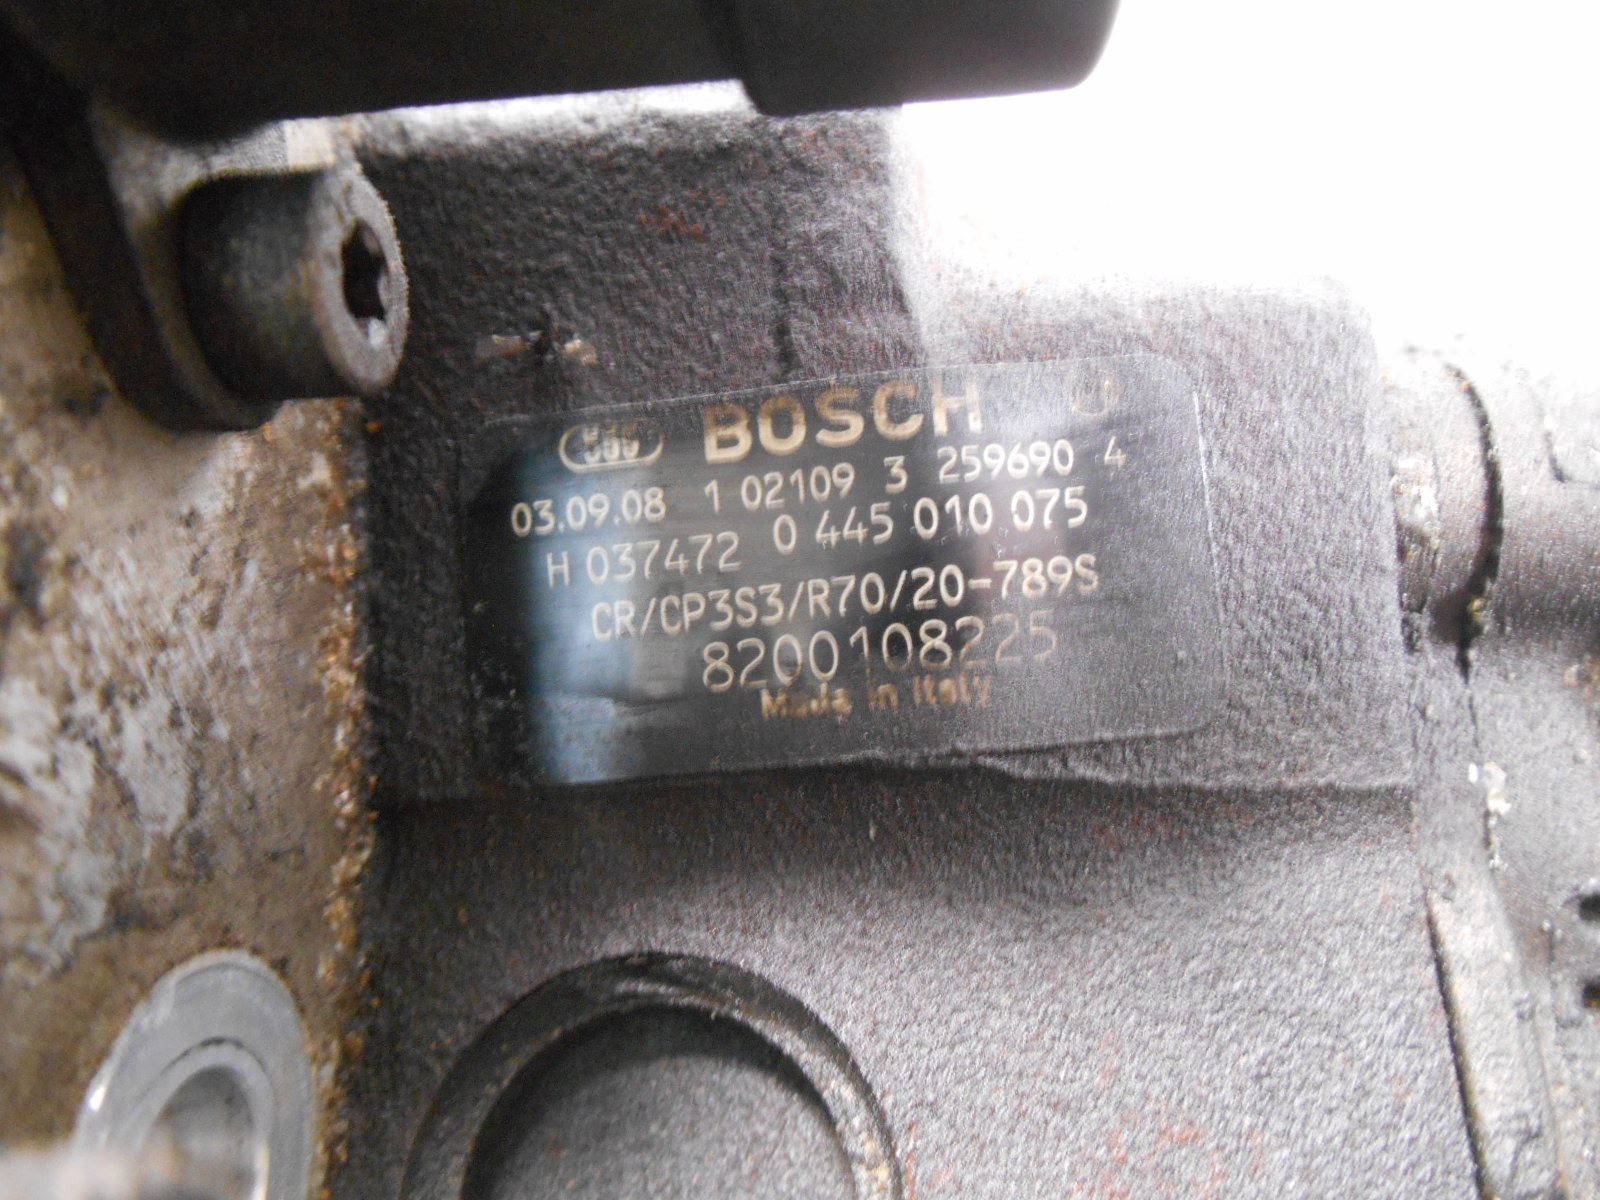 BOSCH
03.09.08 1 02109 3 259690 4
H 037472 0 445 010 075
CR/CP3S3/R70/20-789S
8200108225
Made in Italy